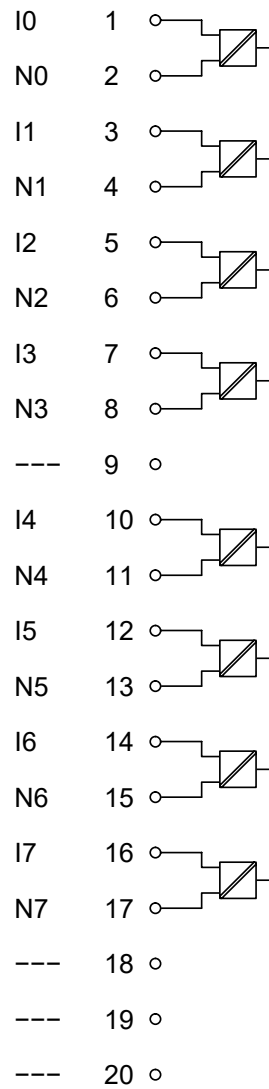 I0 1
N0 2
I1 3
N1 4
I2 5
N2 6
I3 7
N3 8
--- 9
I4 10
N4 11
I5 12
N5 13
I6 14
N6 15
I7 16
N7 17
--- 18
--- 19
--- 20